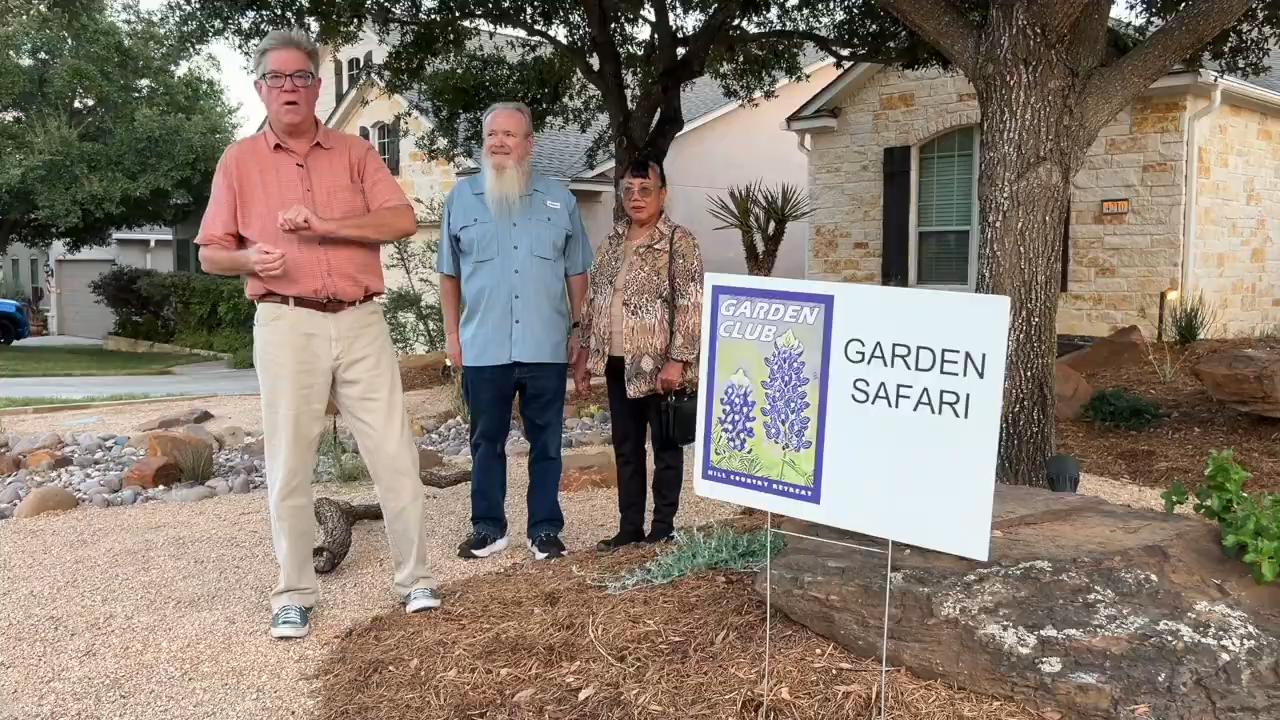 GARDEN
CLUB
HILL COUNTRY RETREAT
GARDEN
SAFARI